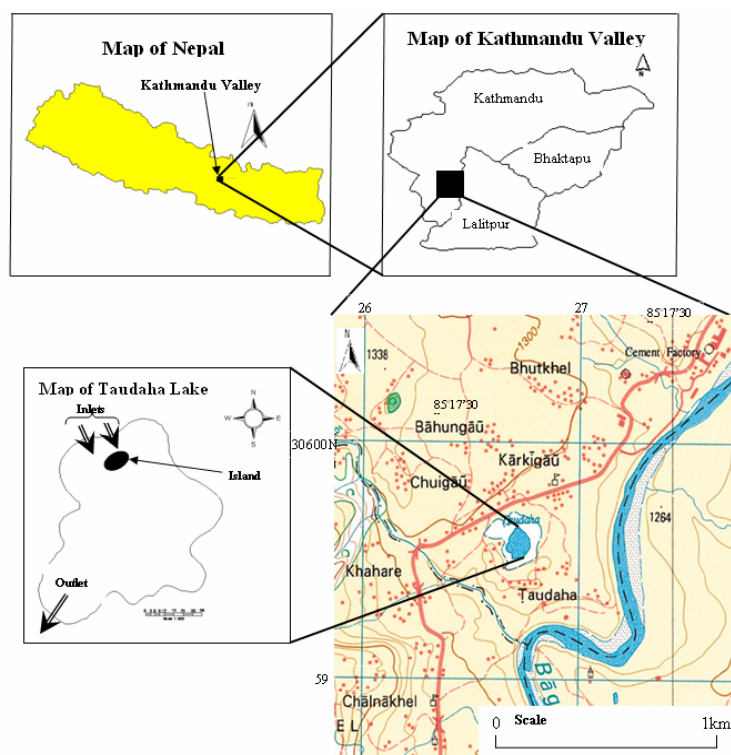 Map of Nepal
Kathmandu Valley
N
Map of Kathmandu Valley
N
Kathmandu
Bhaktapu
Lalitpur
26
27
85°17'30
N
1338
1300
Cement Factory
Bhutkhel
85°17'30
Bāhungāũ
30600N
Kārkīgāũ
Chuigāũ
1264
Taudaha
Khahare
Taudaha
59
Bāg
Chālnākhel
E L
0 Scale 1km
Map of Taudaha Lake
Inlets
N
W E
S
Island
Outlet